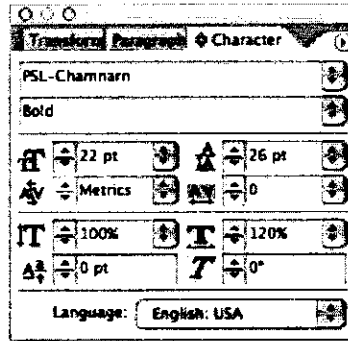 Transform Paragraph Character
PSL-Chamnarn
Bold
22 pt 26 pt
Metrics 0
100% 120%
0 pt 0°
Language: English: USA